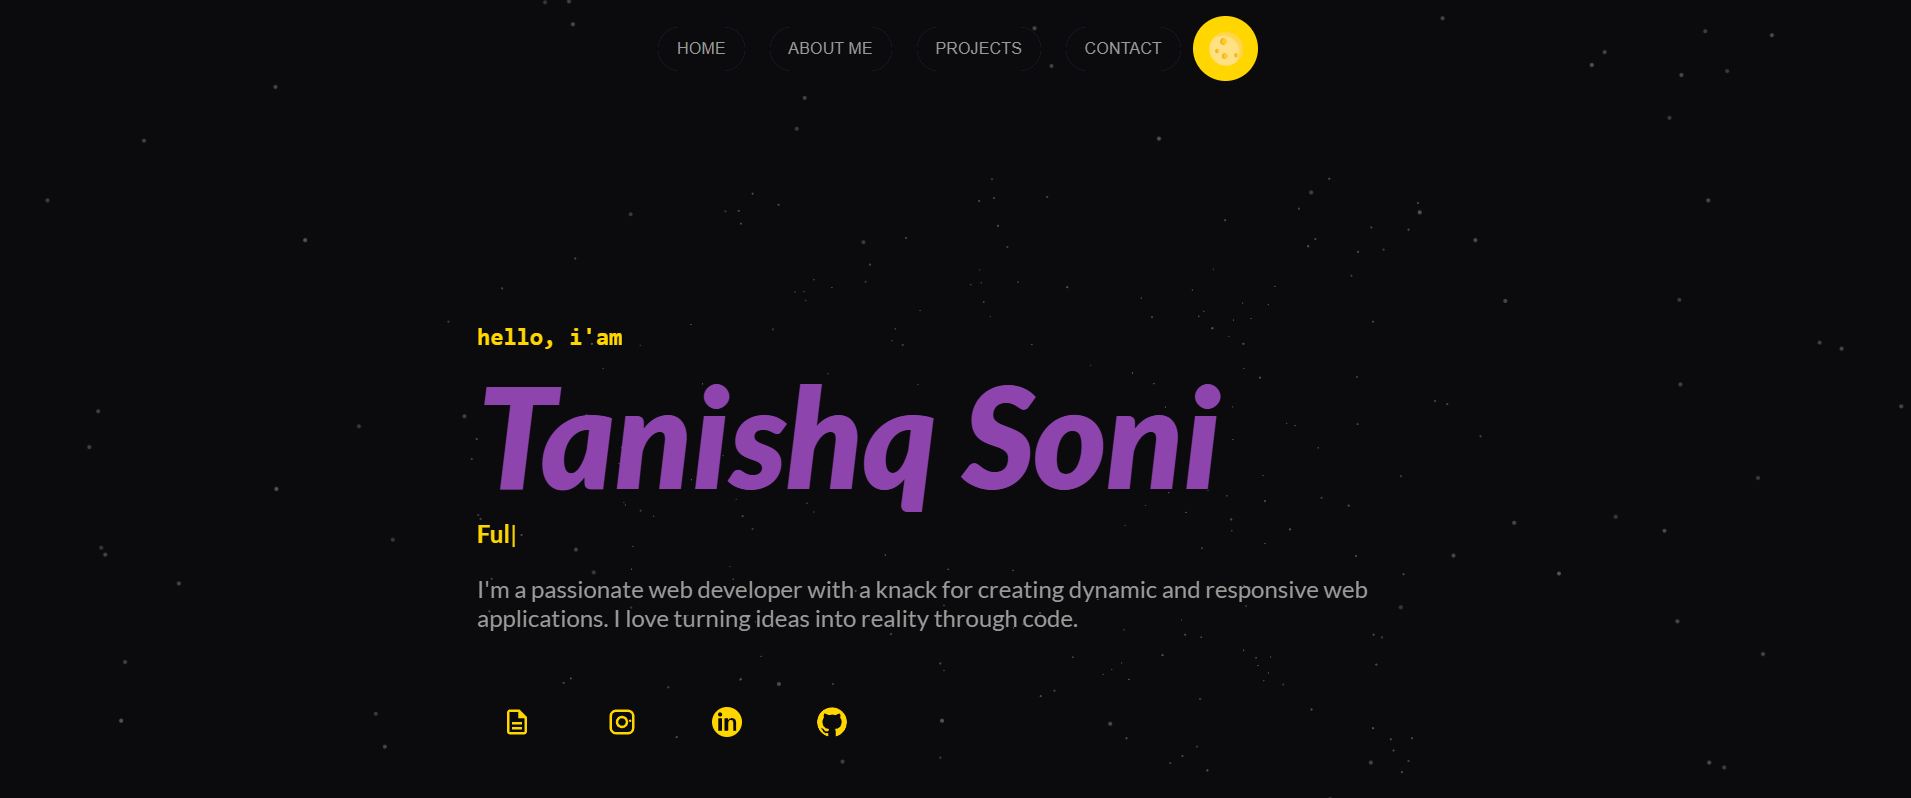 HOME
ABOUT ME
PROJECTS
CONTACT
hello, i'am
Tanishq Soni
Ful|
I'm a passionate web developer with a knack for creating dynamic and responsive web
applications. I love turning ideas into reality through code.
in